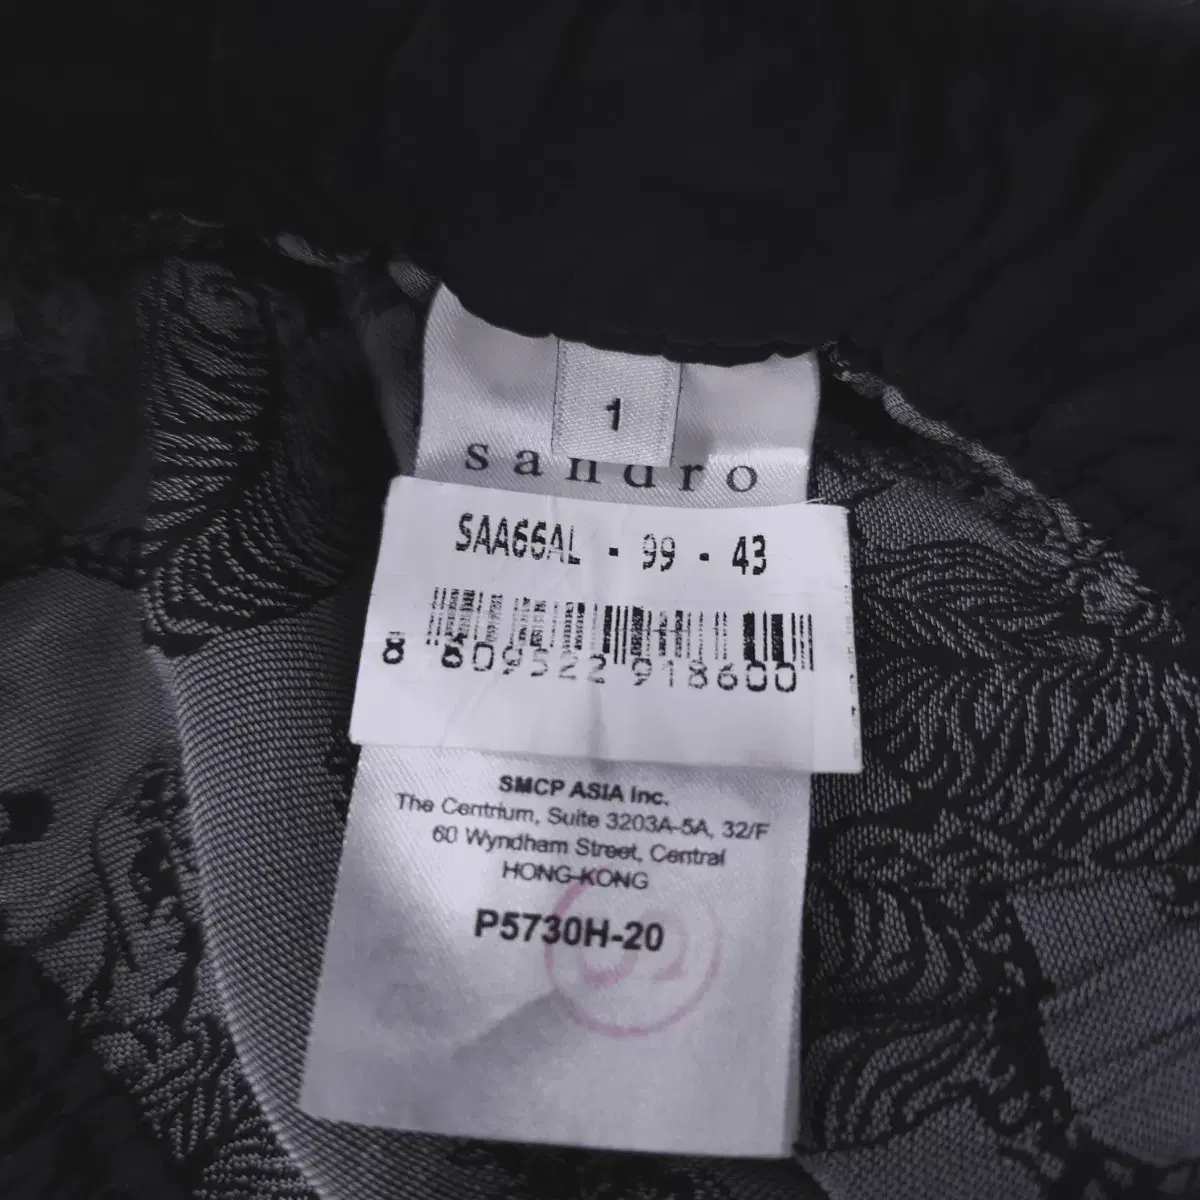 1
sandro
SAA66AL - 99 - 43
8 809522 918600
SMCP ASIA Inc.
The Centrium, Suite 3203A-5A, 32/F
60 Wyndham Street, Central
HONG-KONG
P5730H-20